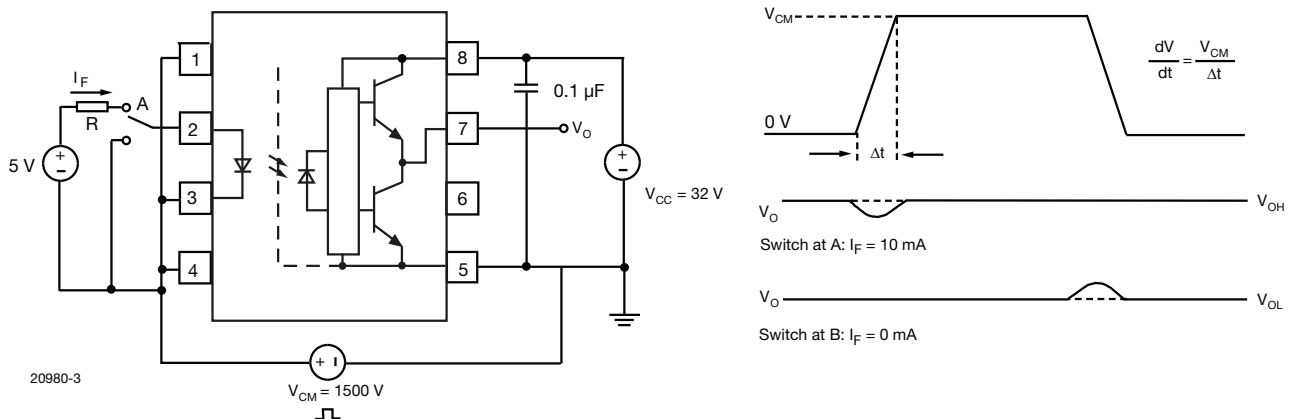 1
8
I_F
A
R
2
0.1 µF
7
V_O
5 V
+
-
3
6
+
-
V_CC = 32 V
4
5
+ -
20980-3
V_CM = 1500 V
V_CM
dV/dt = V_CM/Δt
0 V
Δt
V_O
V_OH
Switch at A: I_F = 10 mA
V_O
V_OL
Switch at B: I_F = 0 mA